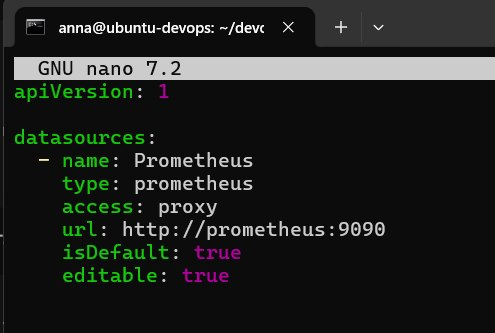 anna@ubuntu-devops: ~/devo
GNU nano 7.2
apiVersion: 1
datasources:
- name: Prometheus
type: prometheus
access: proxy
url: http://prometheus:9090
isDefault: true
editable: true